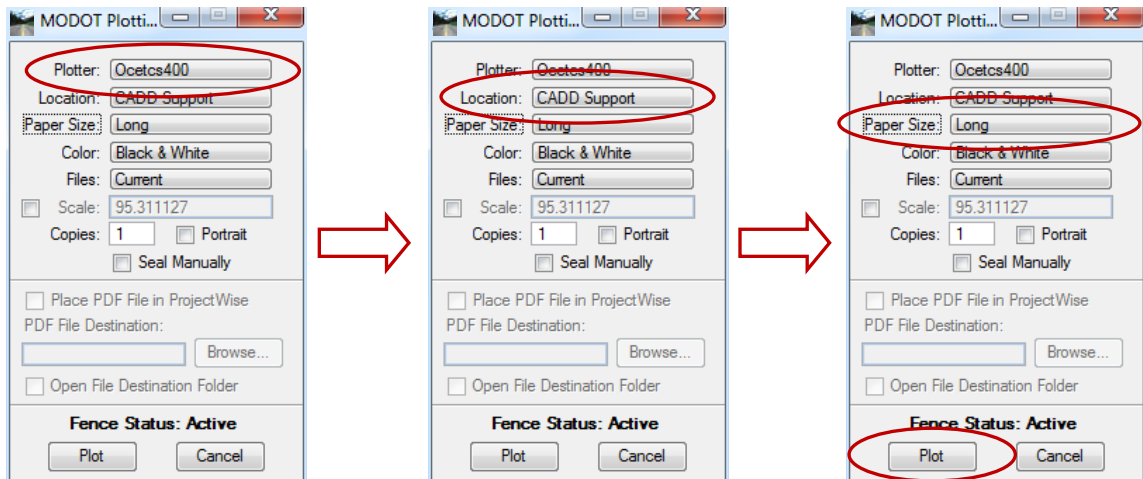 MODOT Plotti...
Plotter: Ocetcs400
Location: CADD Support
Paper Size: Long
Color: Black & White
Files: Current
Scale: 95.311127
Copies: 1 Portrait
Seal Manually
Place PDF File in ProjectWise
PDF File Destination:
Browse...
Open File Destination Folder
Fence Status: Active
Plot Cancel
MODOT Plotti...
Plotter: Ocetcs400
Location: CADD Support
Paper Size: Long
Color: Black & White
Files: Current
Scale: 95.311127
Copies: 1 Portrait
Seal Manually
Place PDF File in ProjectWise
PDF File Destination:
Browse...
Open File Destination Folder
Fence Status: Active
Plot Cancel
MODOT Plotti...
Plotter: Ocetcs400
Location: CADD Support
Paper Size: Long
Color: Black & White
Files: Current
Scale: 95.311127
Copies: 1 Portrait
Seal Manually
Place PDF File in ProjectWise
PDF File Destination:
Browse...
Open File Destination Folder
Fence Status: Active
Plot Cancel